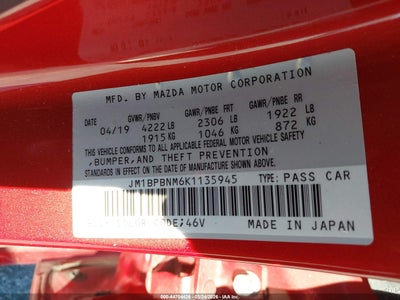 MFD. BY MAZDA MOTOR CORPORATION
GVWR/PNBV GAWR/PNBE FRT GAWR/PNBE RR
04/19 4222 LB 2306 LB 1922 LB
1915 KG 1046 KG 872 KG
THIS VEHICLE CONFORMS TO ALL APPLICABLE FEDERAL MOTOR VEHICLE SAFETY
,BUMPER,AND THEFT PREVENTION
STANDARDS IN EFFECT ON THE DATE OF MANUFACTURE SHOWN ABOVE.
JM1BPBNM6K1135945 TYPE: PASS CAR
CODE;46V
MADE IN JAPAN